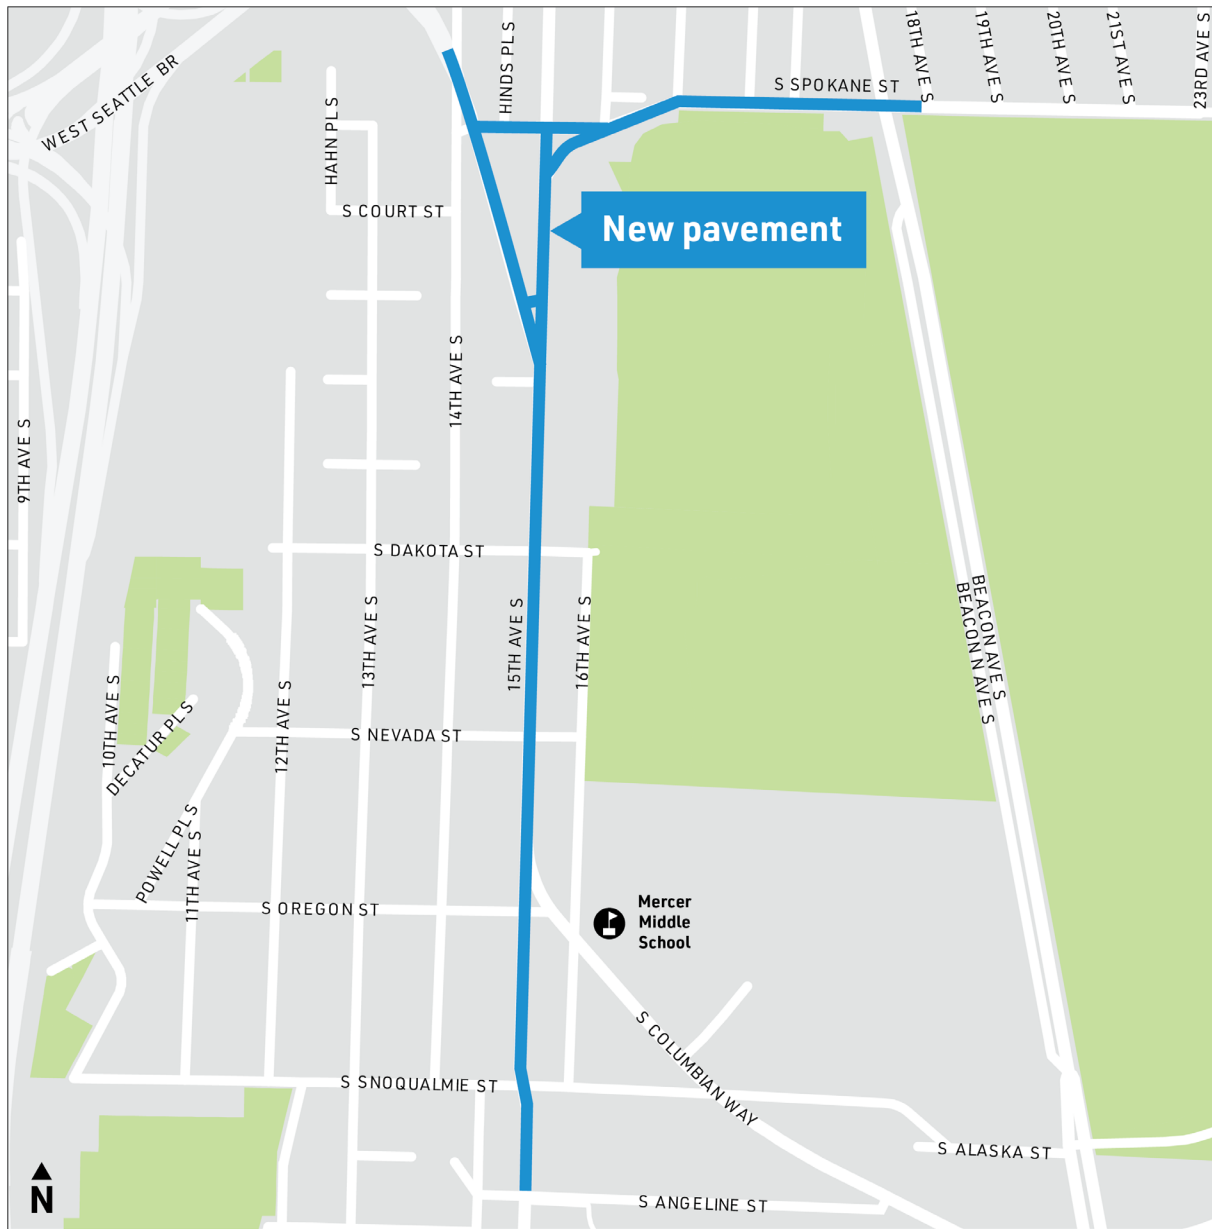 HINDS PL S
18TH AVE S
19TH AVE S
20TH AVE S
21ST AVE S
23RD AVE S
WEST SEATTLE BR
S SPOKANE ST
HAHN PL S
S COURT ST
New pavement
14TH AVE S
9TH AVE S
S DAKOTA ST
13TH AVE S
15TH AVE S
16TH AVE S
BEACON AVE S
BEACON N AVE S
10TH AVE S
12TH AVE S
DECATUR PL S
S NEVADA ST
POWELL PL S
11TH AVE S
S OREGON ST
Mercer
Middle
School
S COLUMBIAN WAY
S SNOQUALMIE ST
S ALASKA ST
N
S ANGELINE ST